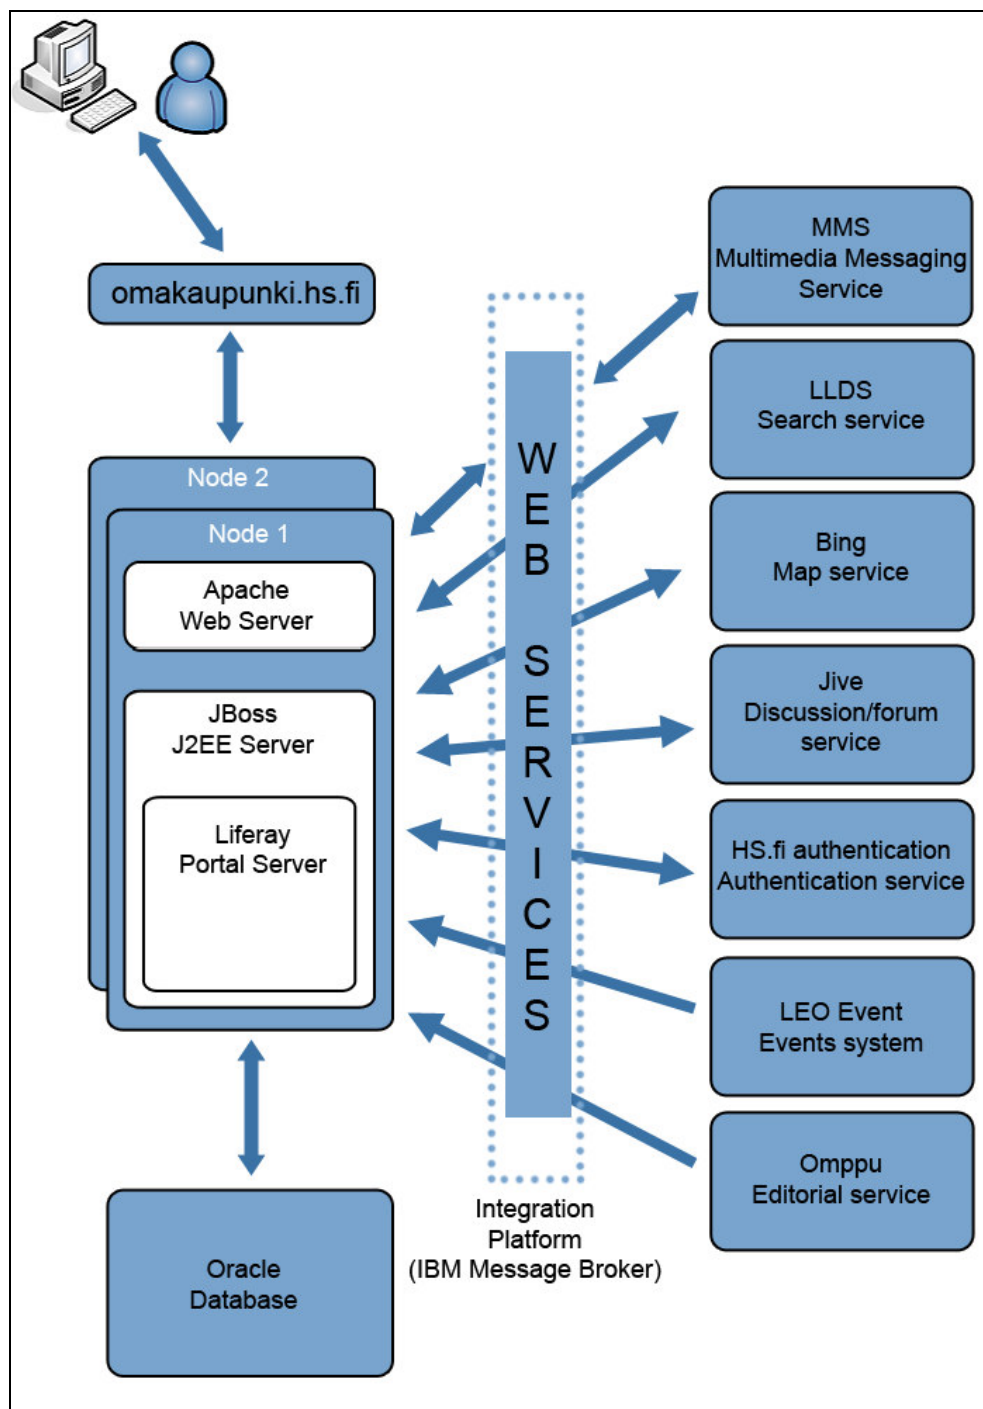 omakaupunki.hs.fi
Node 2
Node 1
Apache
Web Server
JBoss
J2EE Server
Liferay
Portal Server
Oracle
Database
WEB SERVICES
Integration
Platform
(IBM Message Broker)
MMS
Multimedia Messaging
Service
LLDS
Search service
Bing
Map service
Jive
Discussion/forum
service
HS.fi authentication
Authentication service
LEO Event
Events system
Omppu
Editorial service